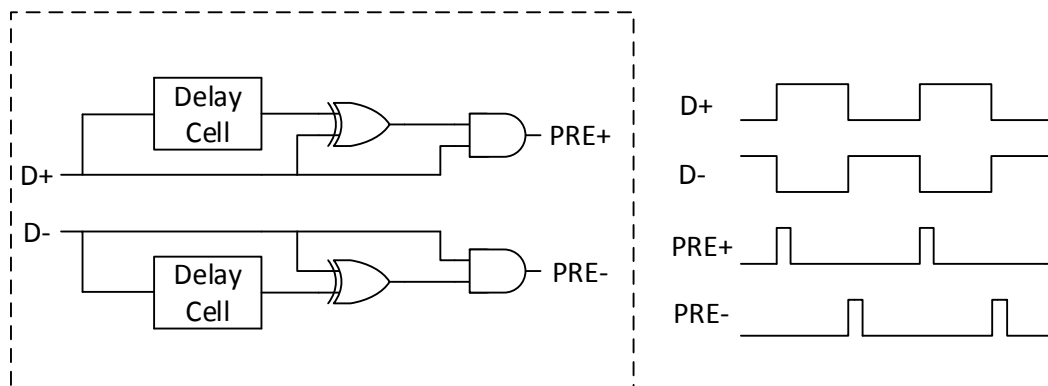 Delay
Cell
D+
PRE+
D-
Delay
Cell
PRE-
D+
D-
PRE+
PRE-